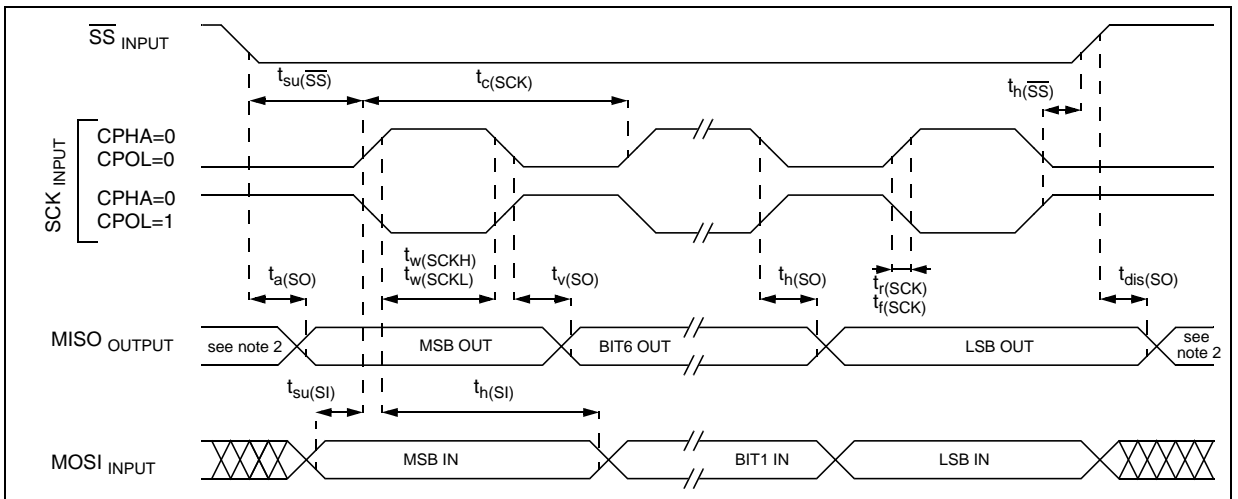 SS INPUT
tsu(SS)
tc(SCK)
th(SS)
SCK INPUT
CPHA=0
CPOL=0
CPHA=0
CPOL=1
ta(SO)
tw(SCKH)
tw(SCKL)
tv(SO)
th(SO)
tr(SCK)
tf(SCK)
tdis(SO)
MISO OUTPUT
see note 2
MSB OUT
BIT6 OUT
LSB OUT
see
note 2
tsu(SI)
th(SI)
MOSI INPUT
MSB IN
BIT1 IN
LSB IN